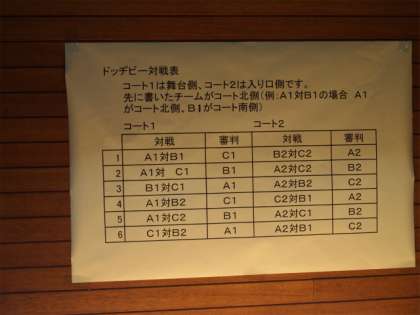 ドッヂビー対戦表
コート1は舞台側、コート2は入り口側です。
先に書いたチームがコート北側(例:A1対B1の場合 A1
がコート北側、B1がコート南側)
コート1 コート2
対戦 審判 対戦 審判
1 A1対B1 C1 B2対C2 A2
2 A1対 C1 B1 A2対C2 B2
3 B1対C1 A1 A2対B2 C2
4 A1対B2 C1 C2対B1 A2
5 A1対C2 B1 A2対C1 B2
6 C1対B2 A1 A2対B1 C2